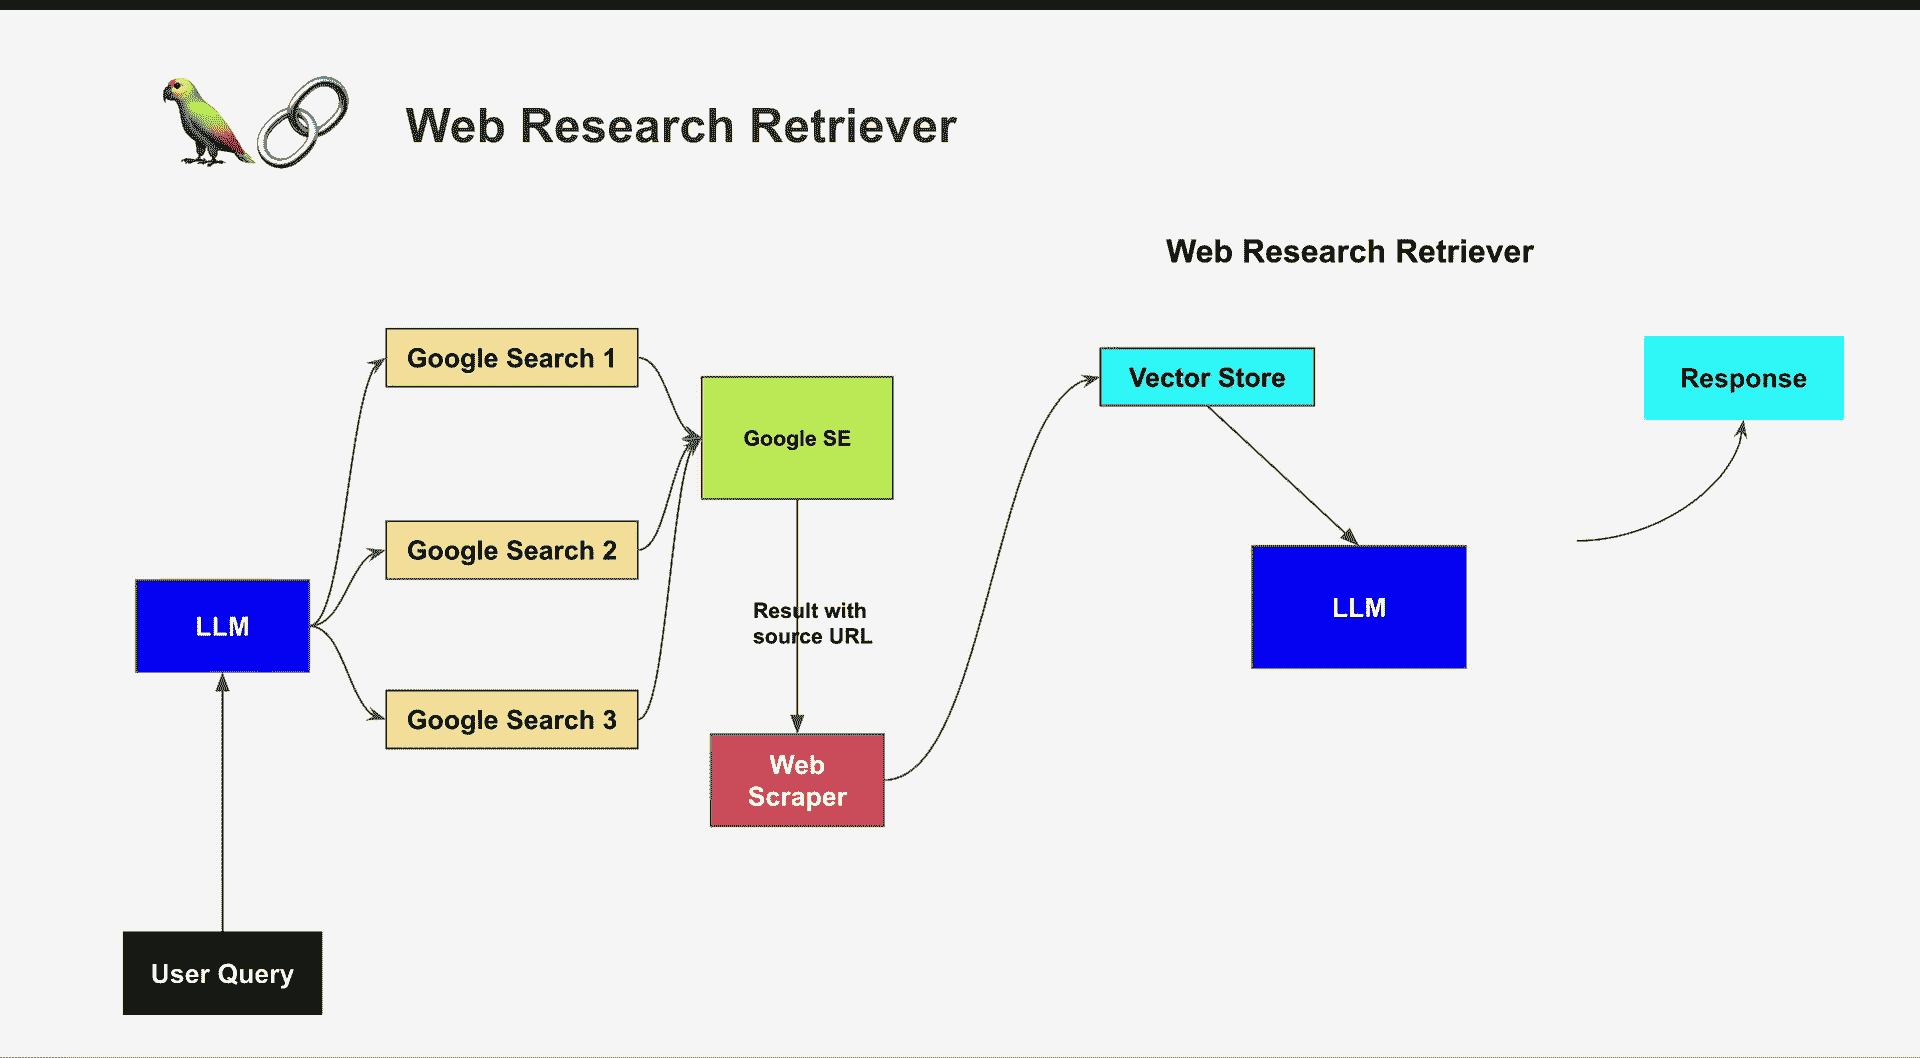 Web Research Retriever
Web Research Retriever
Google Search 1
Vector Store
Response
Google SE
Google Search 2
Result with
source URL
LLM
LLM
Google Search 3
Web
Scraper
User Query